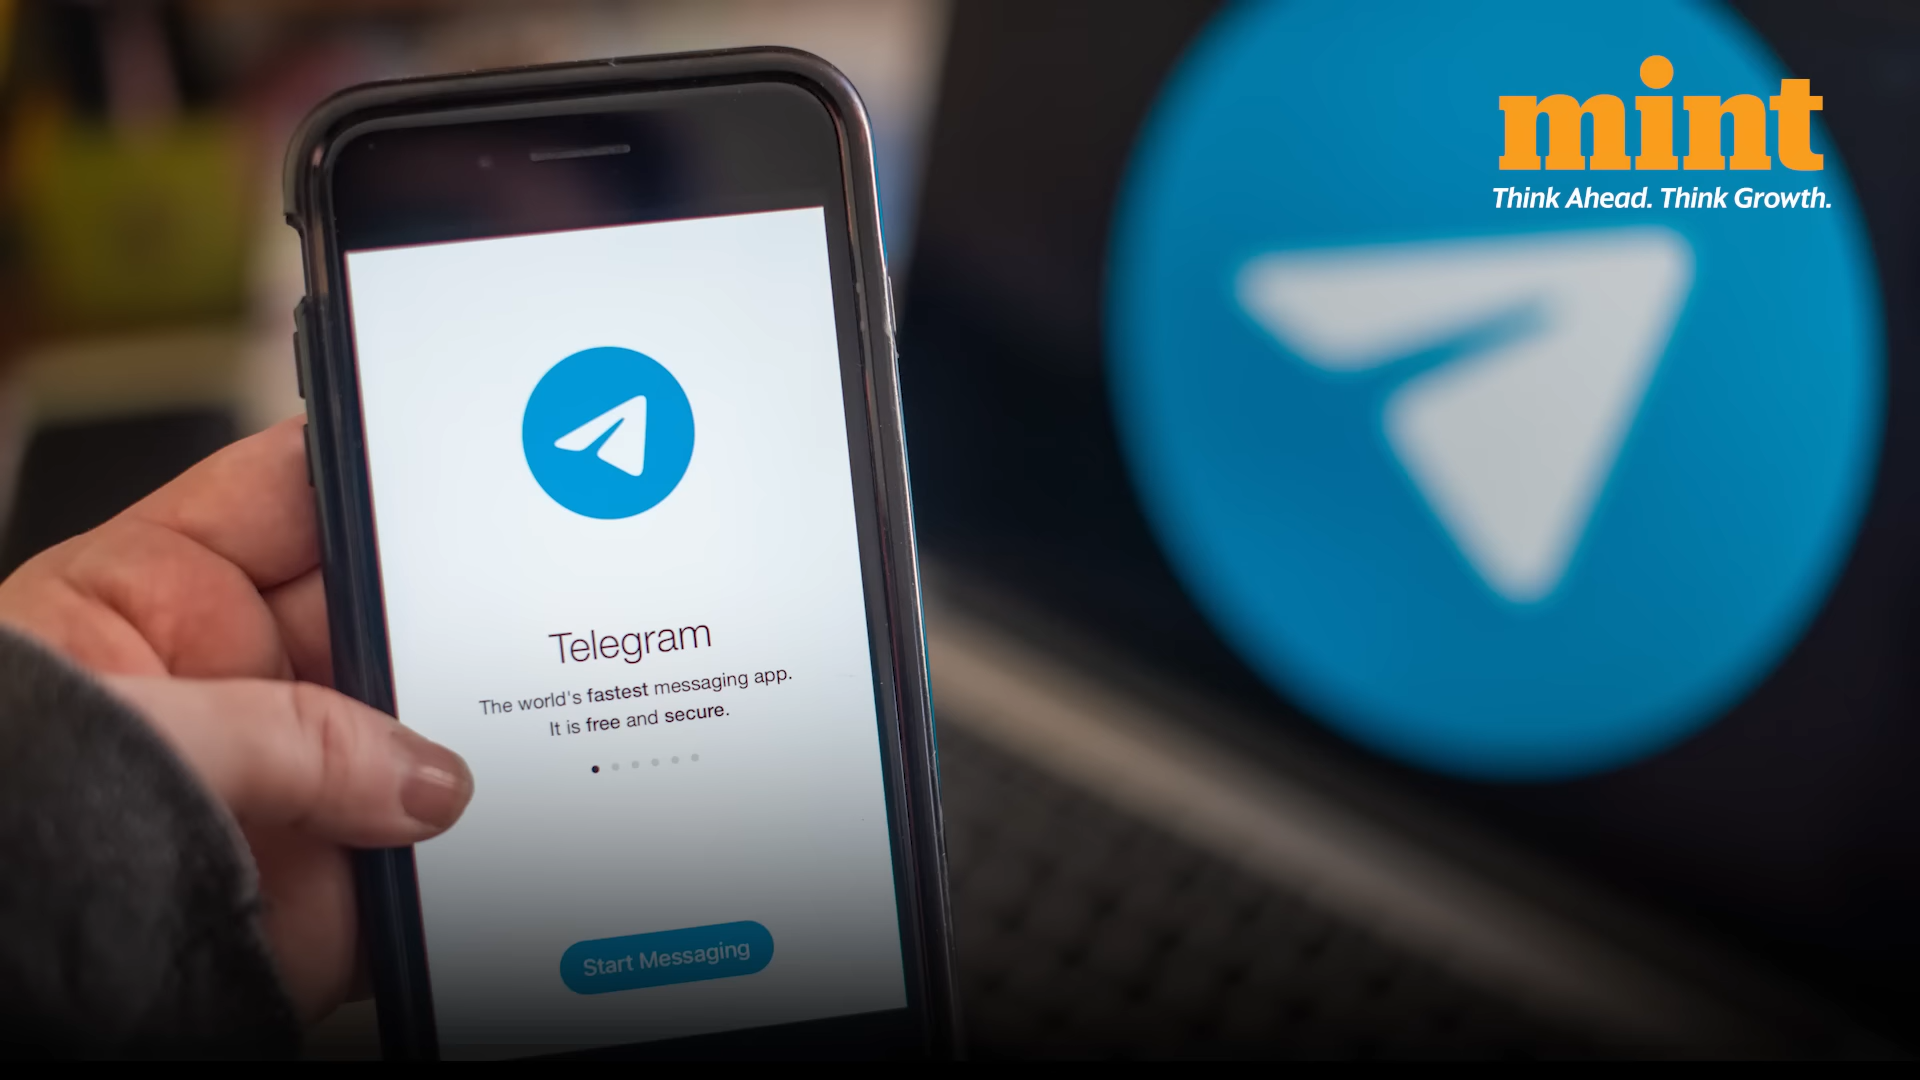 mint
Think Ahead. Think Growth.
Telegram
The world's fastest messaging app.
It is free and secure.
Start Messaging